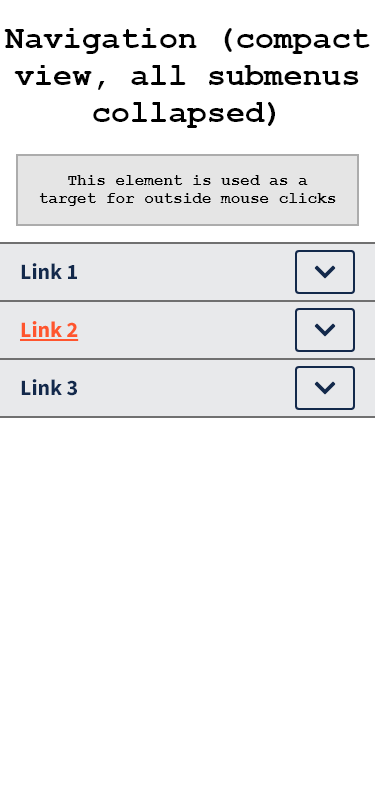 Navigation (compact
view, all submenus
collapsed)
This element is used as a
target for outside mouse clicks
Link 1
Link 2
Link 3